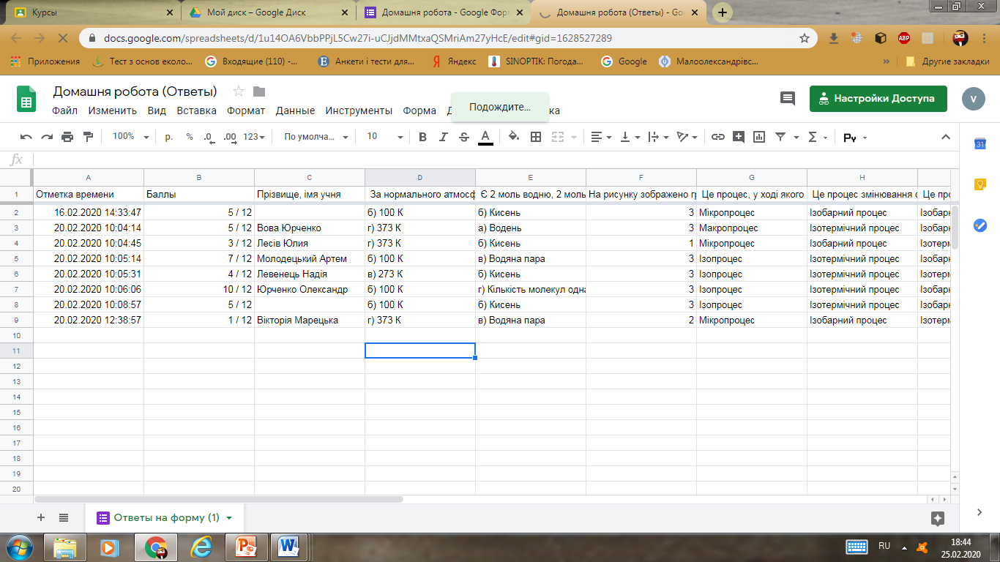 Курсы
Мой диск – Google Диск
Домашня робота - Google Фор
Домашня робота (Ответы) - Go
docs.google.com/spreadsheets/d/1u14OA6VbbPPjL5Cw27i-uCJjdMMtxaQSMriAm27yHcE/edit#gid=1628527289
Приложения Тест з основ еколо... Входящие (110) -... Анкети і тести для... Яндекс SINOPTIK: Погода... Google Малоолександрівс... » Другие закладки
Домашня робота (Ответы)
Подождите...
Настройки Доступа
V
Файл Изменить Вид Вставка Формат Данные Инструменты Форма
100% р. % .0 .00 123 По умолча... 10 B I S A Σ Ру
31
fx
A B C D E F G H
1 Отметка времени Баллы Прізвище, імя учня За нормального атмосф Є 2 моль водню, 2 моль На рисунку зображено гр Це процес, у ході якого Це процес змінювання с Це про
2 16.02.2020 14:33:47 5 / 12 б) 100 К б) Кисень 3 Мікропроцес Ізобарний процес Ізобарн
3 20.02.2020 10:04:14 5 / 12 Вова Юрченко г) 373 К а) Водень 3 Макропроцес Ізотермічний процес Ізобарн
4 20.02.2020 10:04:45 3 / 12 Лесів Юлия г) 373 К б) Кисень 1 Мікропроцес Ізобарний процес Ізотерм
5 20.02.2020 10:05:14 7 / 12 Молодецький Артем б) 100 К в) Водяна пара 3 Ізопроцес Ізотермічний процес Ізобарн
6 20.02.2020 10:05:31 4 / 12 Левенець Надія в) 273 К б) Кисень 3 Ізопроцес Ізотермічний процес Ізотерм
7 20.02.2020 10:06:06 10 / 12 Юрченко Олександр б) 100 К г) Кількість молекул одна 3 Ізопроцес Ізотермічний процес Ізобарн
8 20.02.2020 10:08:57 5 / 12 б) 100 К б) Кисень 3 Ізопроцес Ізотермічний процес Ізобарн
9 20.02.2020 12:38:57 1 / 12 Вікторія Марецька г) 373 К в) Водяна пара 2 Мікропроцес Ізобарний процес Ізотерм
10
11
12
13
14
15
16
17
18
19
20
Ответы на форму (1)
RU
18:44
25.02.2020